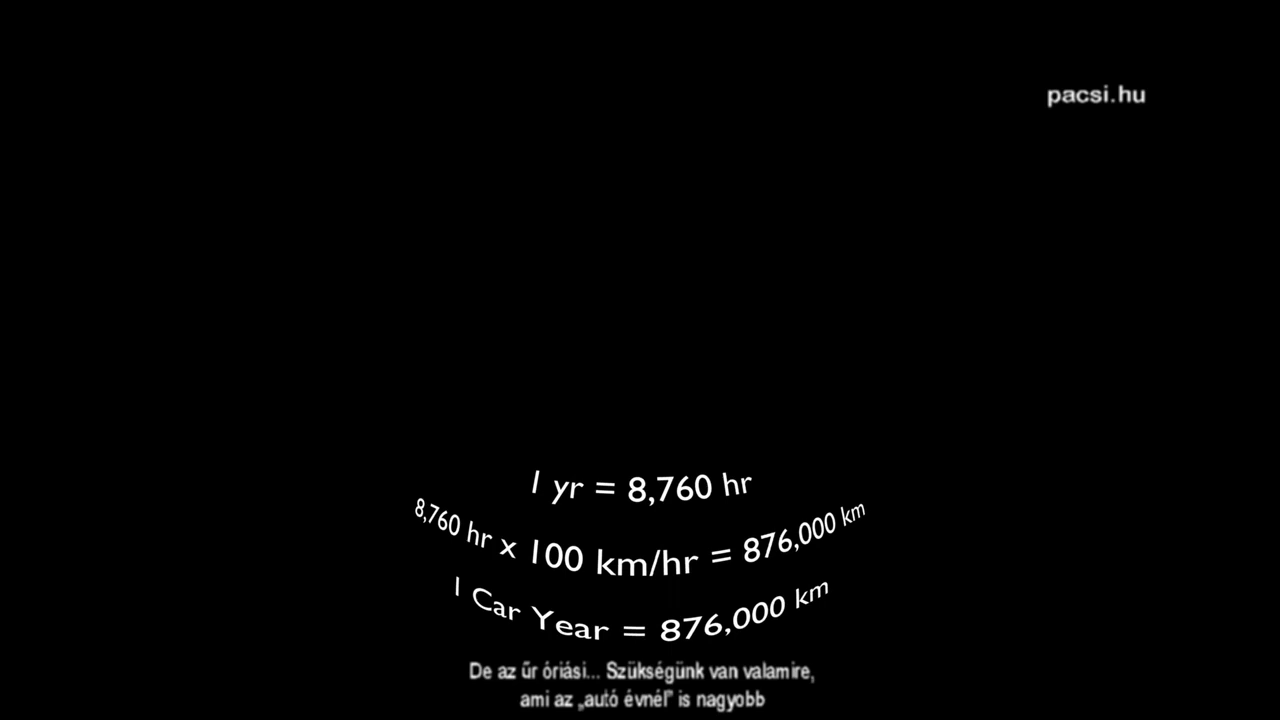 pacsi.hu
1 yr = 8,760 hr
8,760 hr x 100 km/hr = 876,000 km
1 Car Year = 876,000 km
De az űr óriási... Szükségünk van valamire,
ami az „autó évnél” is nagyobb